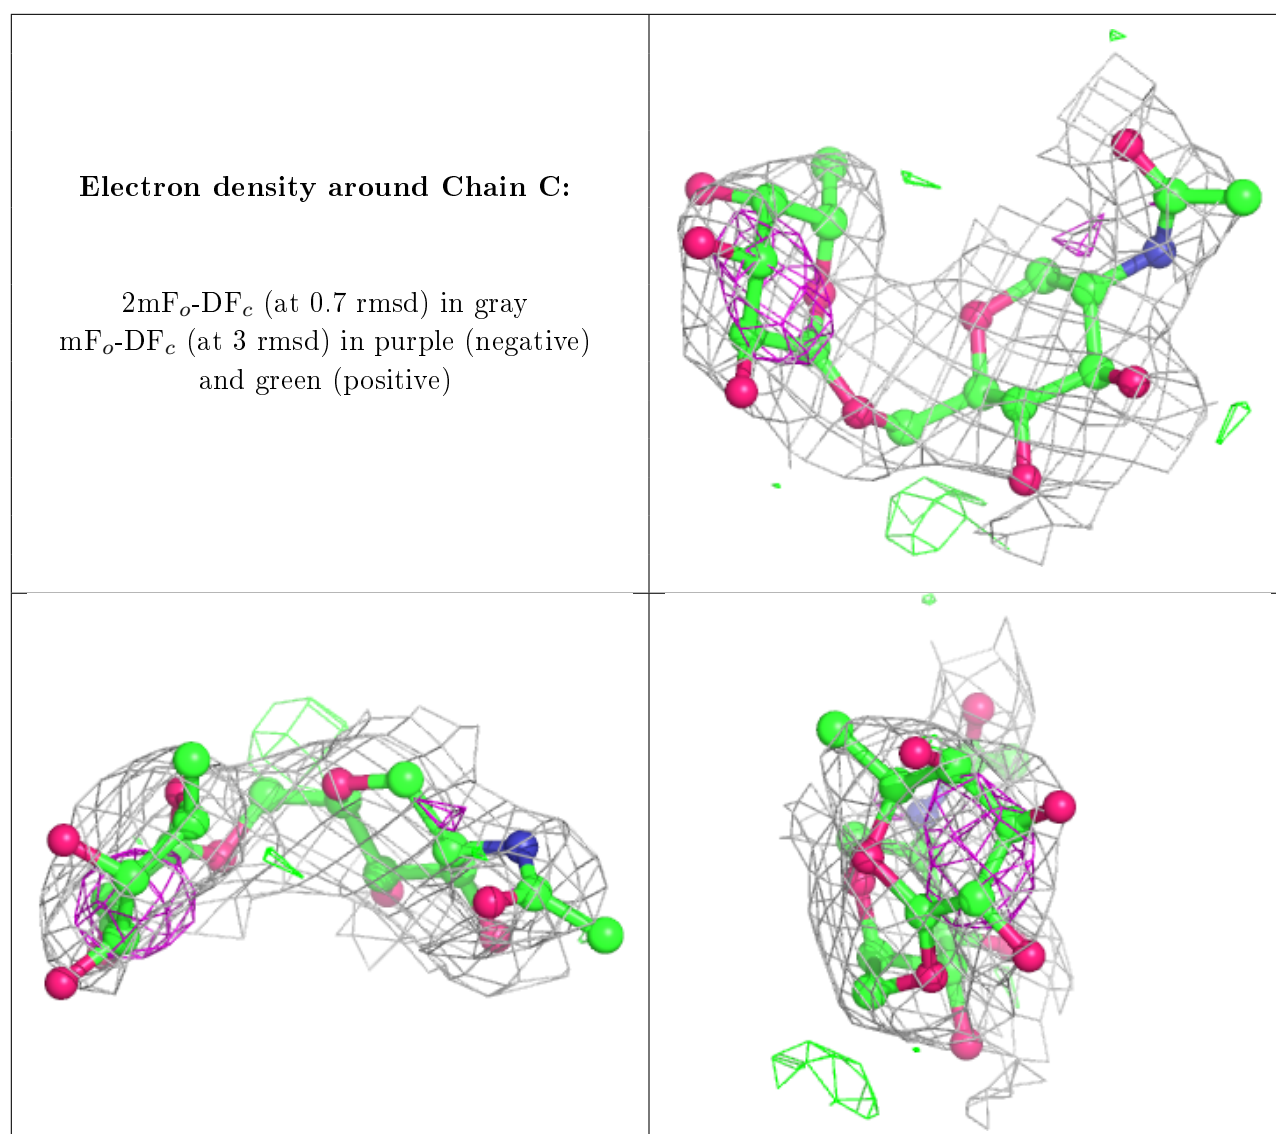 Electron density around Chain C:
2mF$_o$-DF$_c$ (at 0.7 rmsd) in gray
mF$_o$-DF$_c$ (at 3 rmsd) in purple (negative)
and green (positive)